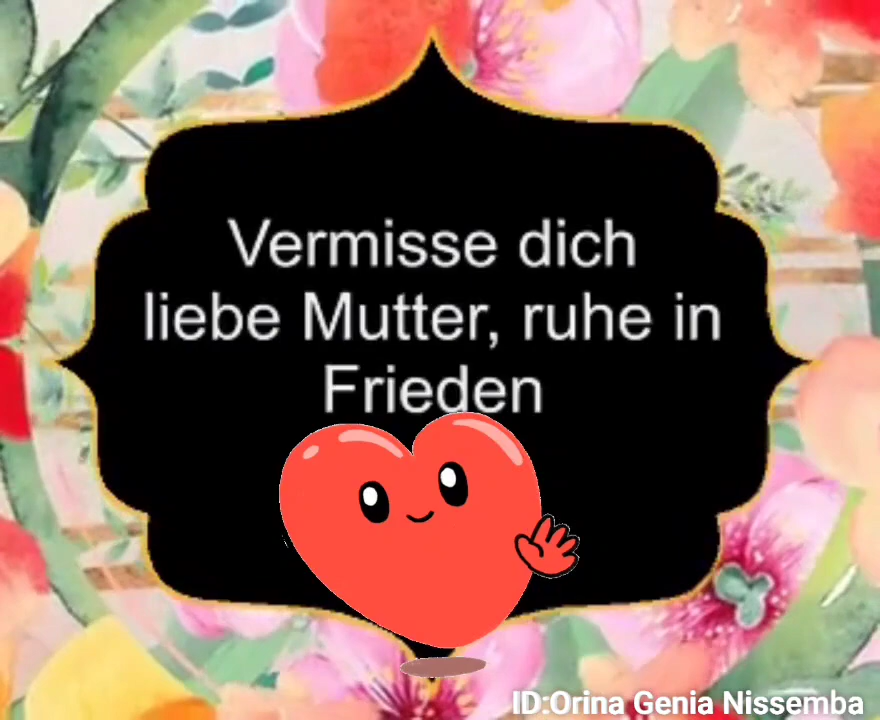 Vermisse dich
liebe Mutter, ruhe in
Frieden
ID:Orina Genia Nissemba